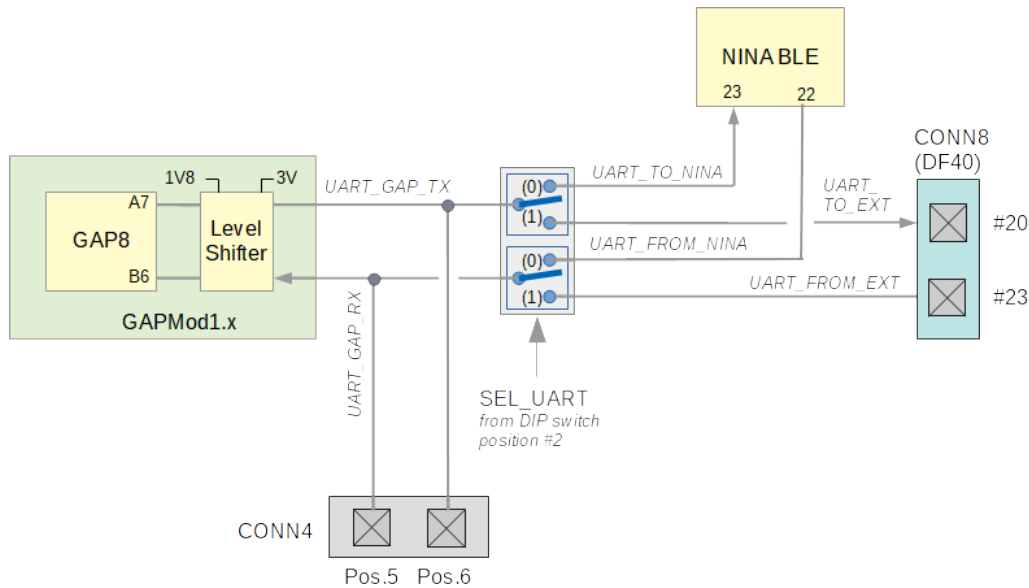 NINA BLE
23
22
CONN8
(DF40)
1V8
3V
UART_GAP_TX
(0)
UART_TO_NINA
UART_
TO_EXT
A7
GAP8
Level
Shifter
(1)
#20
UART_FROM_NINA
(0)
B6
UART_FROM_EXT
(1)
#23
GAPMod1.x
UART_GAP_RX
SEL_UART
from DIP switch
position #2
CONN4
Pos.5
Pos.6